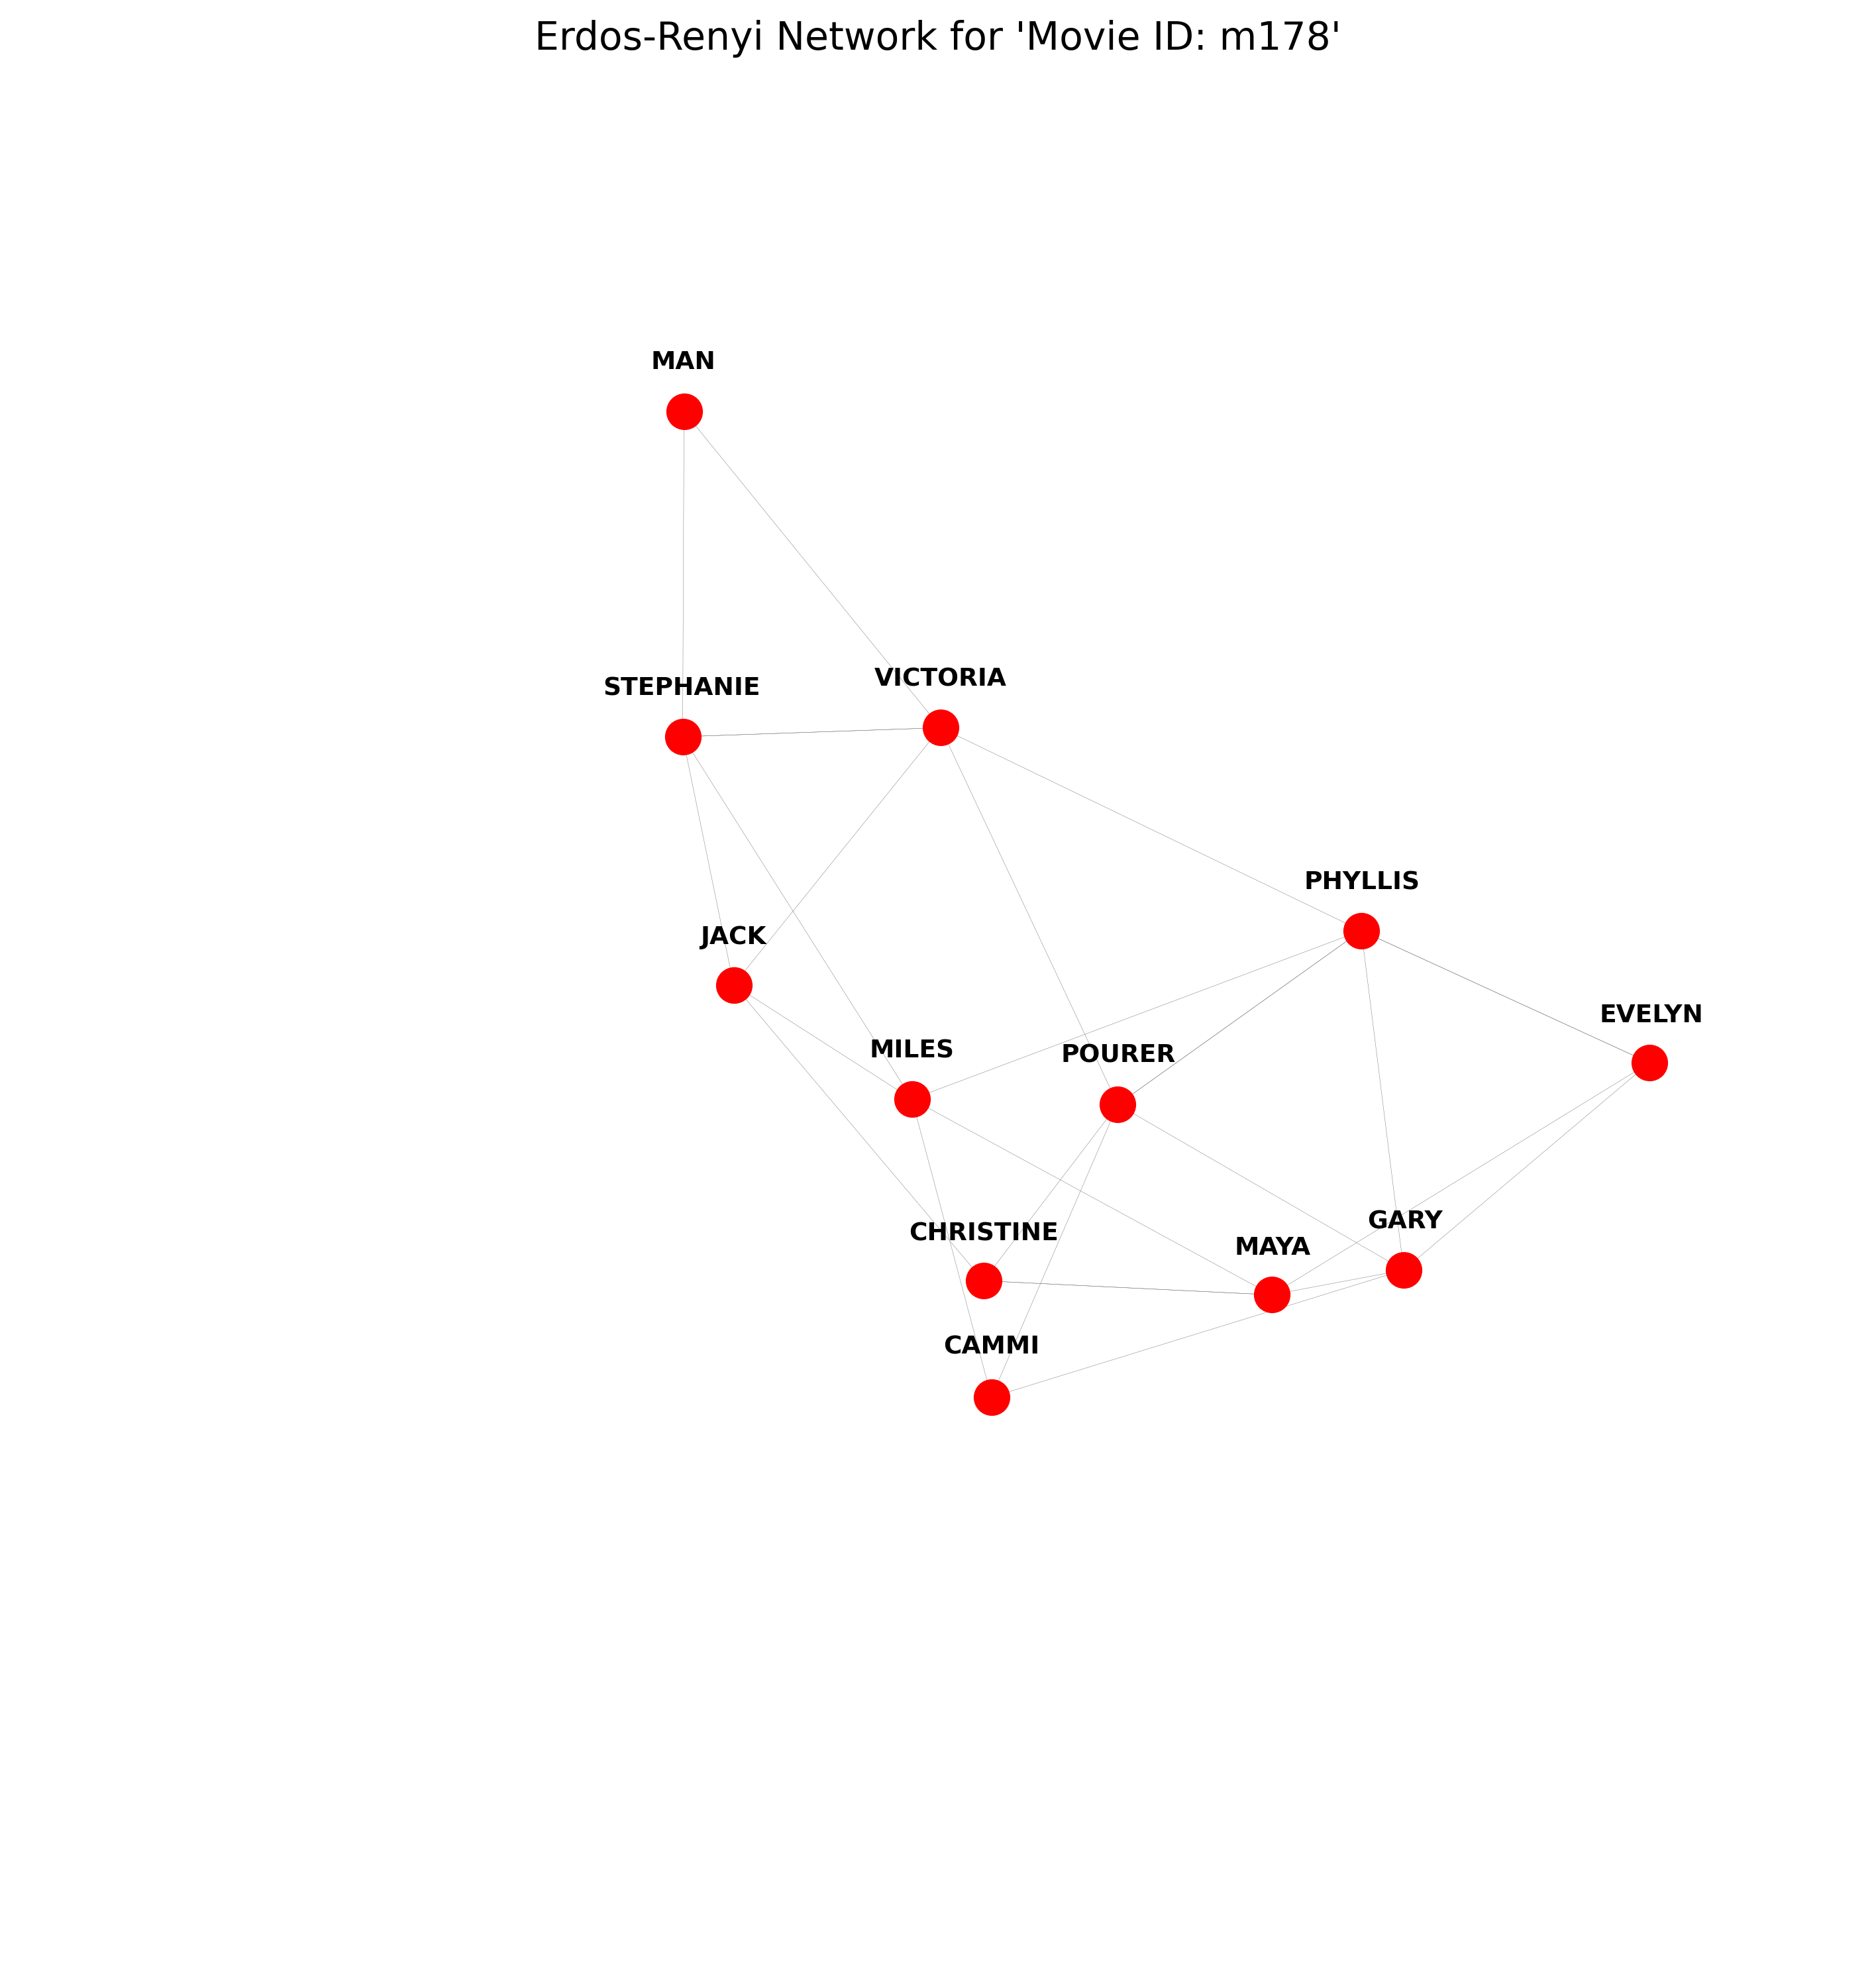 Erdos-Renyi Network for 'Movie ID: m178'
MAN
STEPHANIE
VICTORIA
PHYLLIS
JACK
EVELYN
MILES
POURER
CHRISTINE
GARY
MAYA
CAMMI